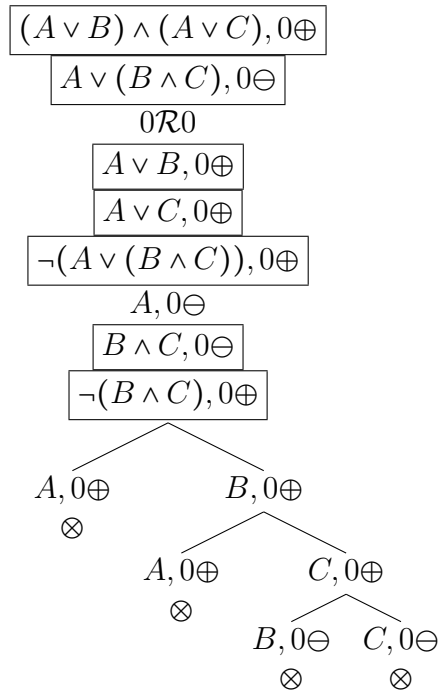 (A ∨ B) ∧ (A ∨ C), 0⊕
A ∨ (B ∧ C), 0⊖
0ℛ0
A ∨ B, 0⊕
A ∨ C, 0⊕
¬(A ∨ (B ∧ C)), 0⊕
A, 0⊖
B ∧ C, 0⊖
¬(B ∧ C), 0⊕
A, 0⊕ B, 0⊕
⊗
A, 0⊕ C, 0⊕
⊗
B, 0⊖ C, 0⊖
⊗ ⊗